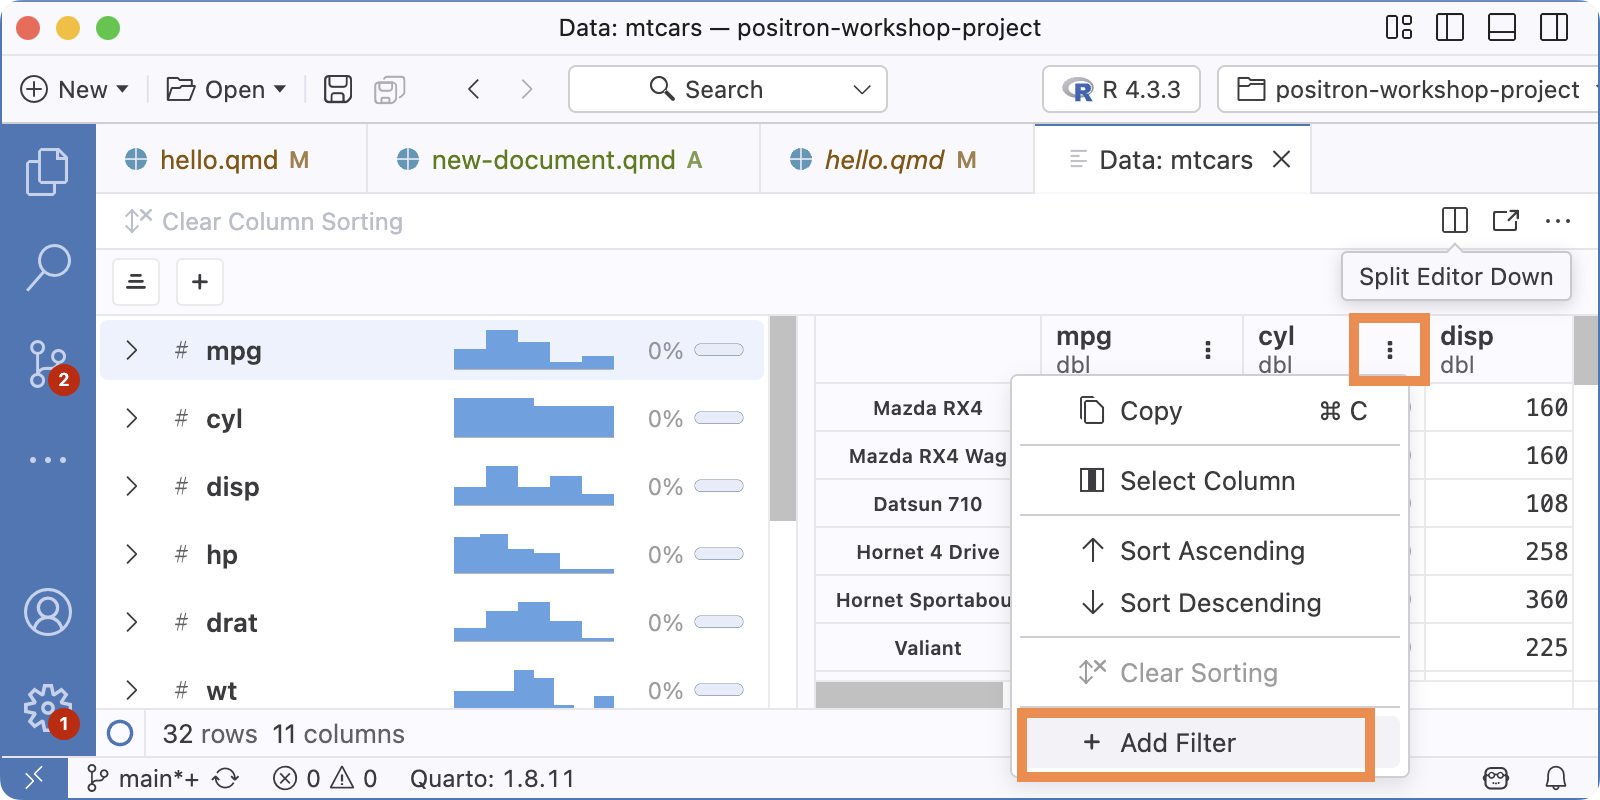 Data: mtcars — positron-workshop-project
New Open Search R 4.3.3 positron-workshop-project
hello.qmd M new-document.qmd A hello.qmd M Data: mtcars
Clear Column Sorting
Split Editor Down
# mpg 0%
# cyl 0%
# disp 0%
# hp 0%
# drat 0%
# wt 0%
mpg cyl disp
dbl dbl dbl
Mazda RX4 160
Mazda RX4 Wag 160
Datsun 710 108
Hornet 4 Drive 258
Hornet Sportabou 360
Valiant 225
Copy ⌘ C
Select Column
Sort Ascending
Sort Descending
Clear Sorting
+ Add Filter
32 rows 11 columns
2
1
main*+ 0 0 Quarto: 1.8.11